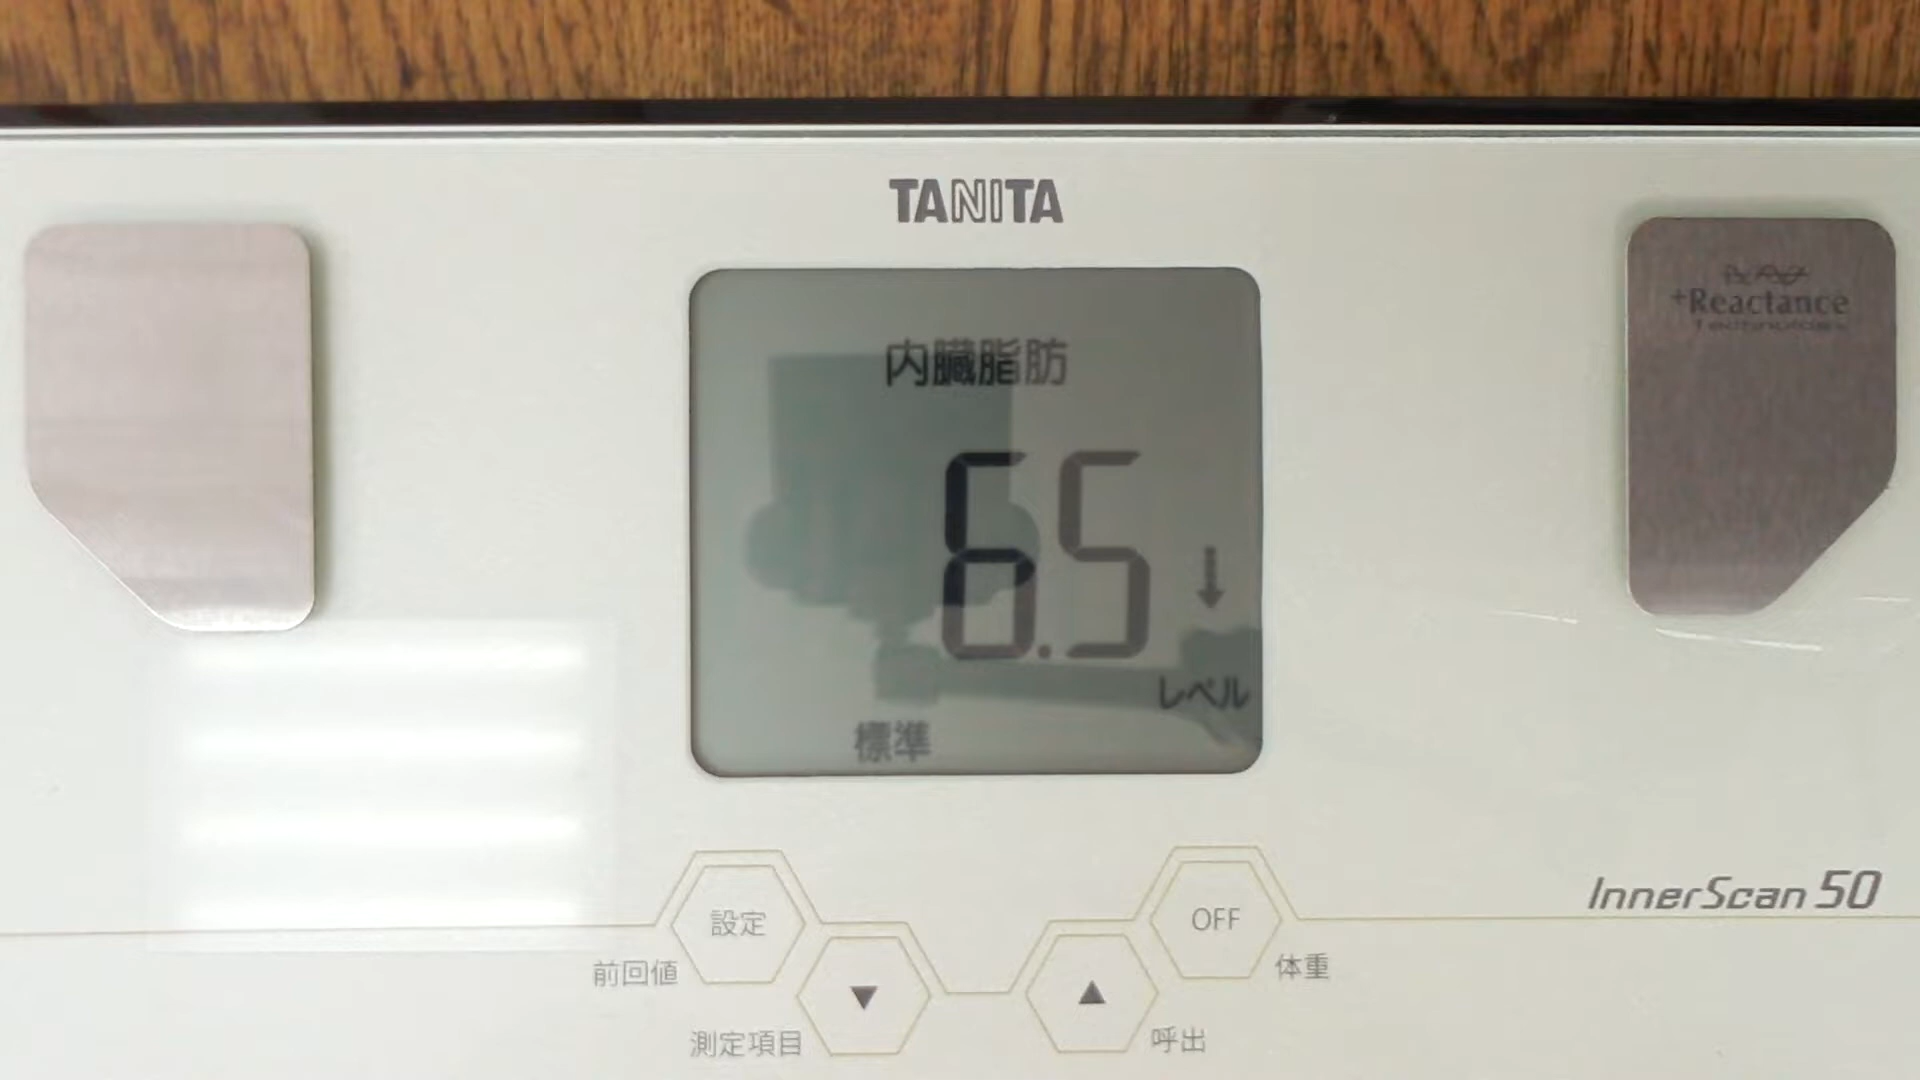 TANITA
+Reactance
Technology
内臓脂肪
6.5
↓
レベル
標準
InnerScan 50
設定
OFF
前回値
体重
▼
▲
測定項目
呼出